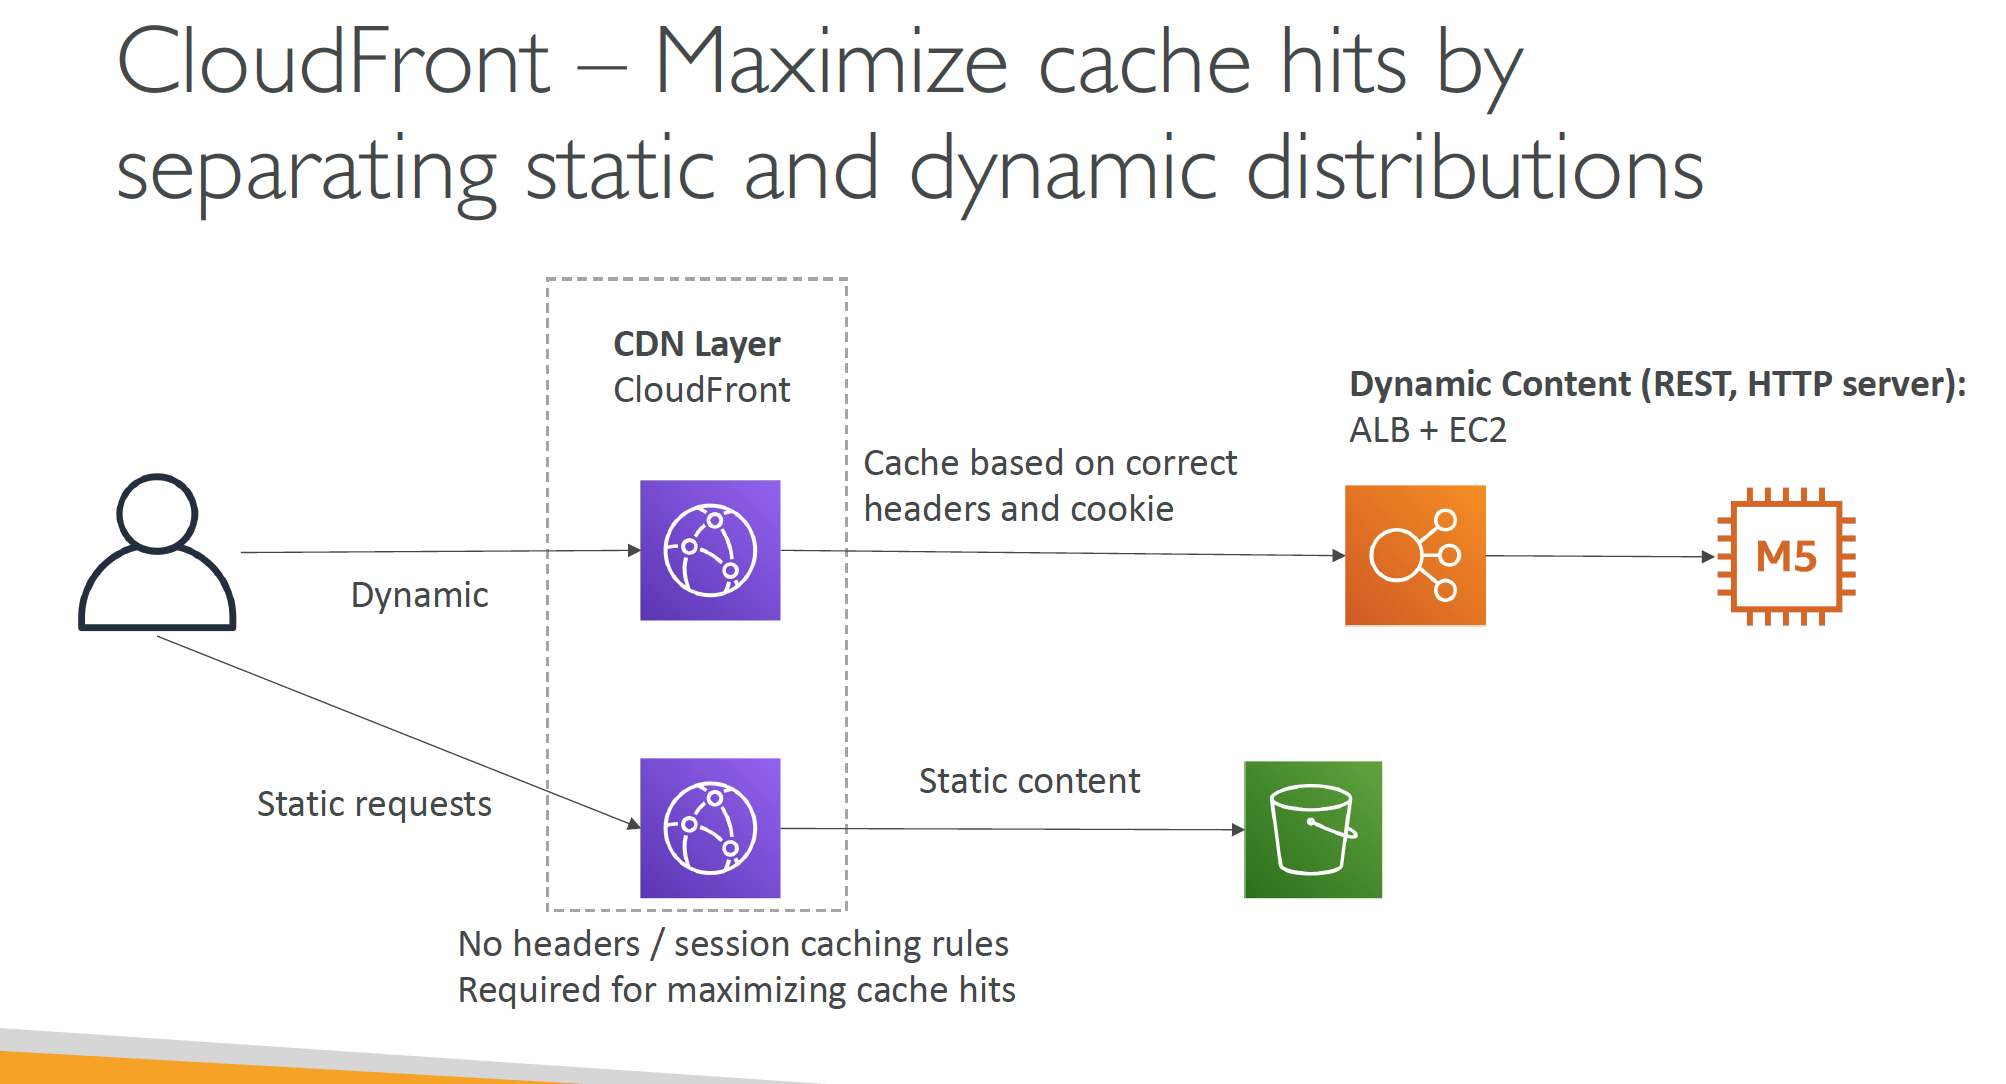 CloudFront – Maximize cache hits by
separating static and dynamic distributions
CDN Layer
CloudFront
Dynamic Content (REST, HTTP server):
ALB + EC2
Cache based on correct
headers and cookie
M5
Dynamic
Static requests
Static content
No headers / session caching rules
Required for maximizing cache hits